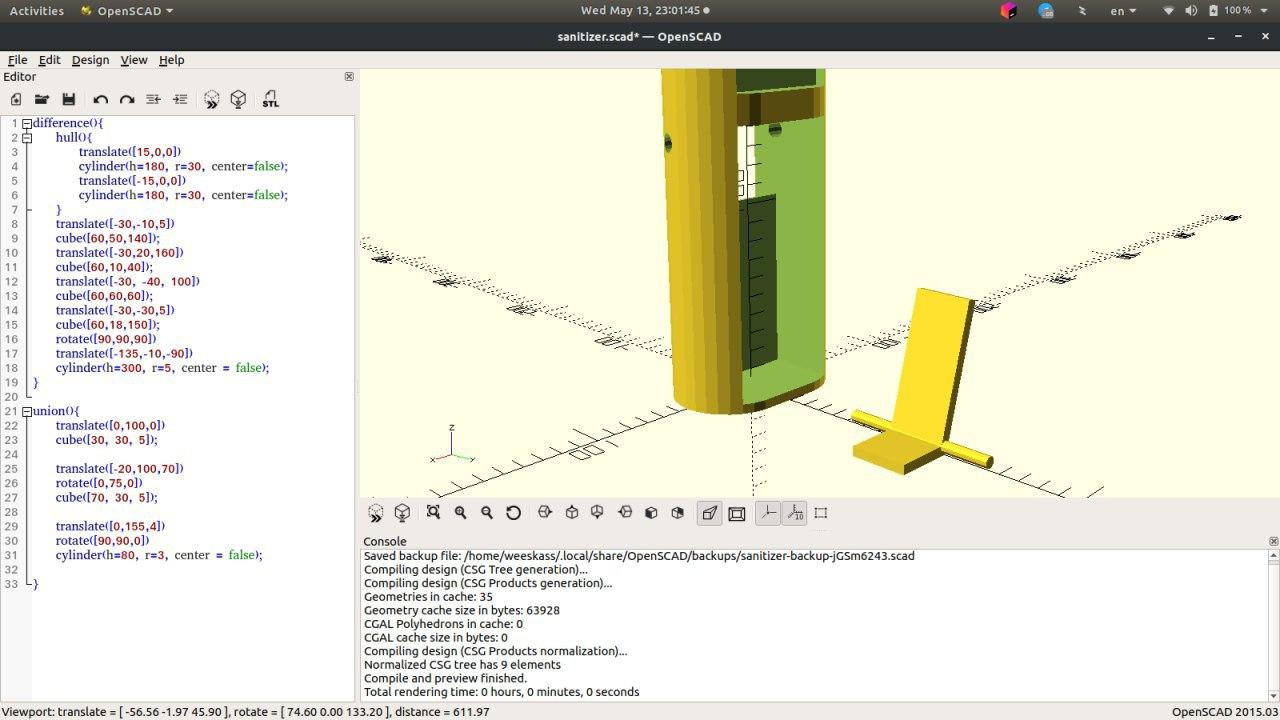 Activities OpenSCAD Wed May 13, 23:01:45 en 100 %
sanitizer.scad* — OpenSCAD
File Edit Design View Help
Editor
STL
1 difference(){
2 hull(){
3 translate([15,0,0])
4 cylinder(h=180, r=30, center=false);
5 translate([-15,0,0])
6 cylinder(h=180, r=30, center=false);
7 }
8 translate([-30,-10,5])
9 cube([60,50,140]);
10 translate([-30,20,160])
11 cube([60,10,40]);
12 translate([-30, -40, 100])
13 cube([60,60,60]);
14 translate([-30,-30,5])
15 cube([60,18,150]);
16 rotate([90,90,90])
17 translate([-135,-10,-90])
18 cylinder(h=300, r=5, center = false);
19 }
20
21 union(){
22 translate([0,100,0])
23 cube([30, 30, 5]);
24
25 translate([-20,100,70])
26 rotate([0,75,0])
27 cube([70, 30, 5]);
28
29 translate([0,155,4])
30 rotate([90,90,0])
31 cylinder(h=80, r=3, center = false);
32
33 }
z
x y
Console
Saved backup file: /home/weeskass/.local/share/OpenSCAD/backups/sanitizer-backup-jGSm6243.scad
Compiling design (CSG Tree generation)...
Compiling design (CSG Products generation)...
Geometries in cache: 35
Geometry cache size in bytes: 63928
CGAL Polyhedrons in cache: 0
CGAL cache size in bytes: 0
Compiling design (CSG Products normalization)...
Normalized CSG tree has 9 elements
Compile and preview finished.
Total rendering time: 0 hours, 0 minutes, 0 seconds
Viewport: translate = [ -56.56 -1.97 45.90 ], rotate = [ 74.60 0.00 133.20 ], distance = 611.97 OpenSCAD 2015.03